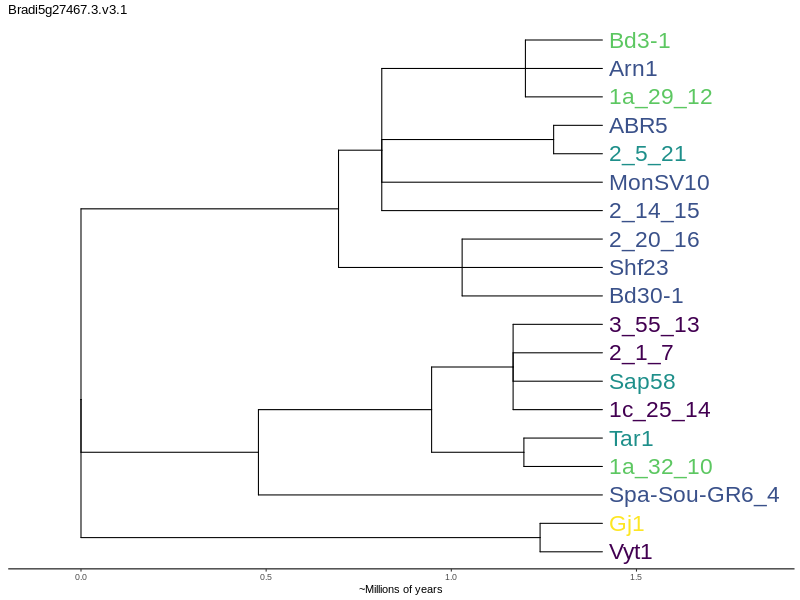 Bradi5g27467.3.v3.1
Bd3-1
Arn1
1a_29_12
ABR5
2_5_21
MonSV10
2_14_15
2_20_16
Shf23
Bd30-1
3_55_13
2_1_7
Sap58
1c_25_14
Tar1
1a_32_10
Spa-Sou-GR6_4
Gj1
Vyt1
0.0 0.5 1.0 1.5
~Millions of years